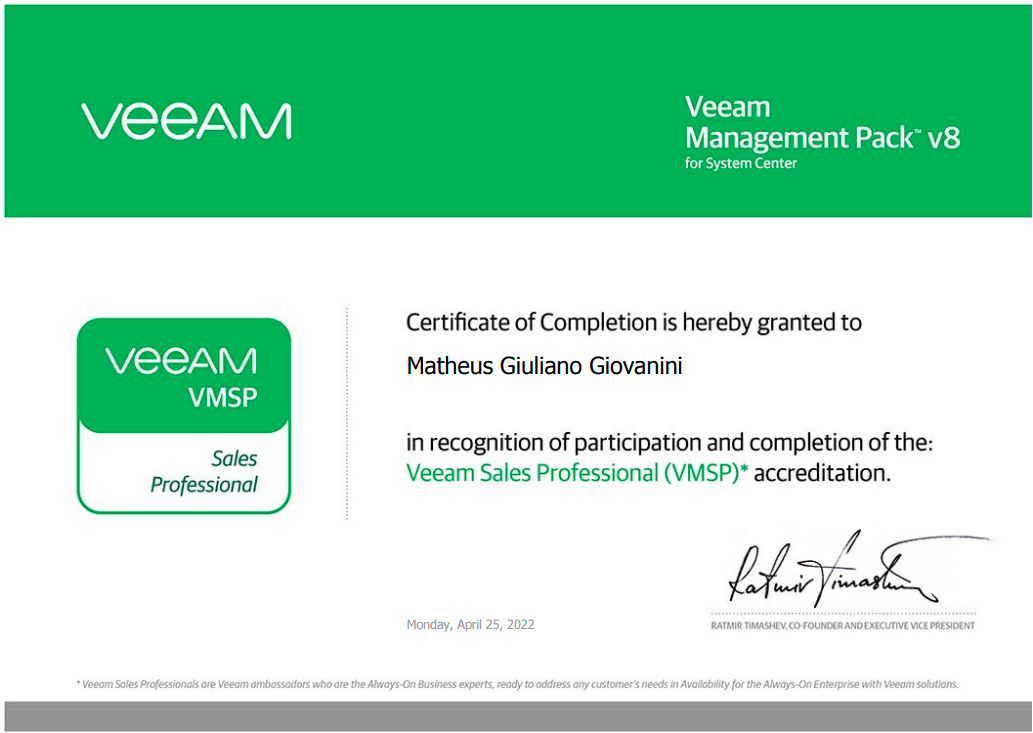 veeAM
Veeam
Management Pack™ v8
for System Center
Certificate of Completion is hereby granted to
Matheus Giuliano Giovanini
veeAM
VMSP
Sales
Professional
in recognition of participation and completion of the:
Veeam Sales Professional (VMSP)* accreditation.
Ratmir Timashev
Monday, April 25, 2022
RATMIR TIMASHEV, CO-FOUNDER AND EXECUTIVE VICE PRESIDENT
* Veeam Sales Professionals are Veeam ambassadors who are the Always-On Business experts, ready to address any customer's needs in Availability for the Always-On Enterprise with Veeam solutions.